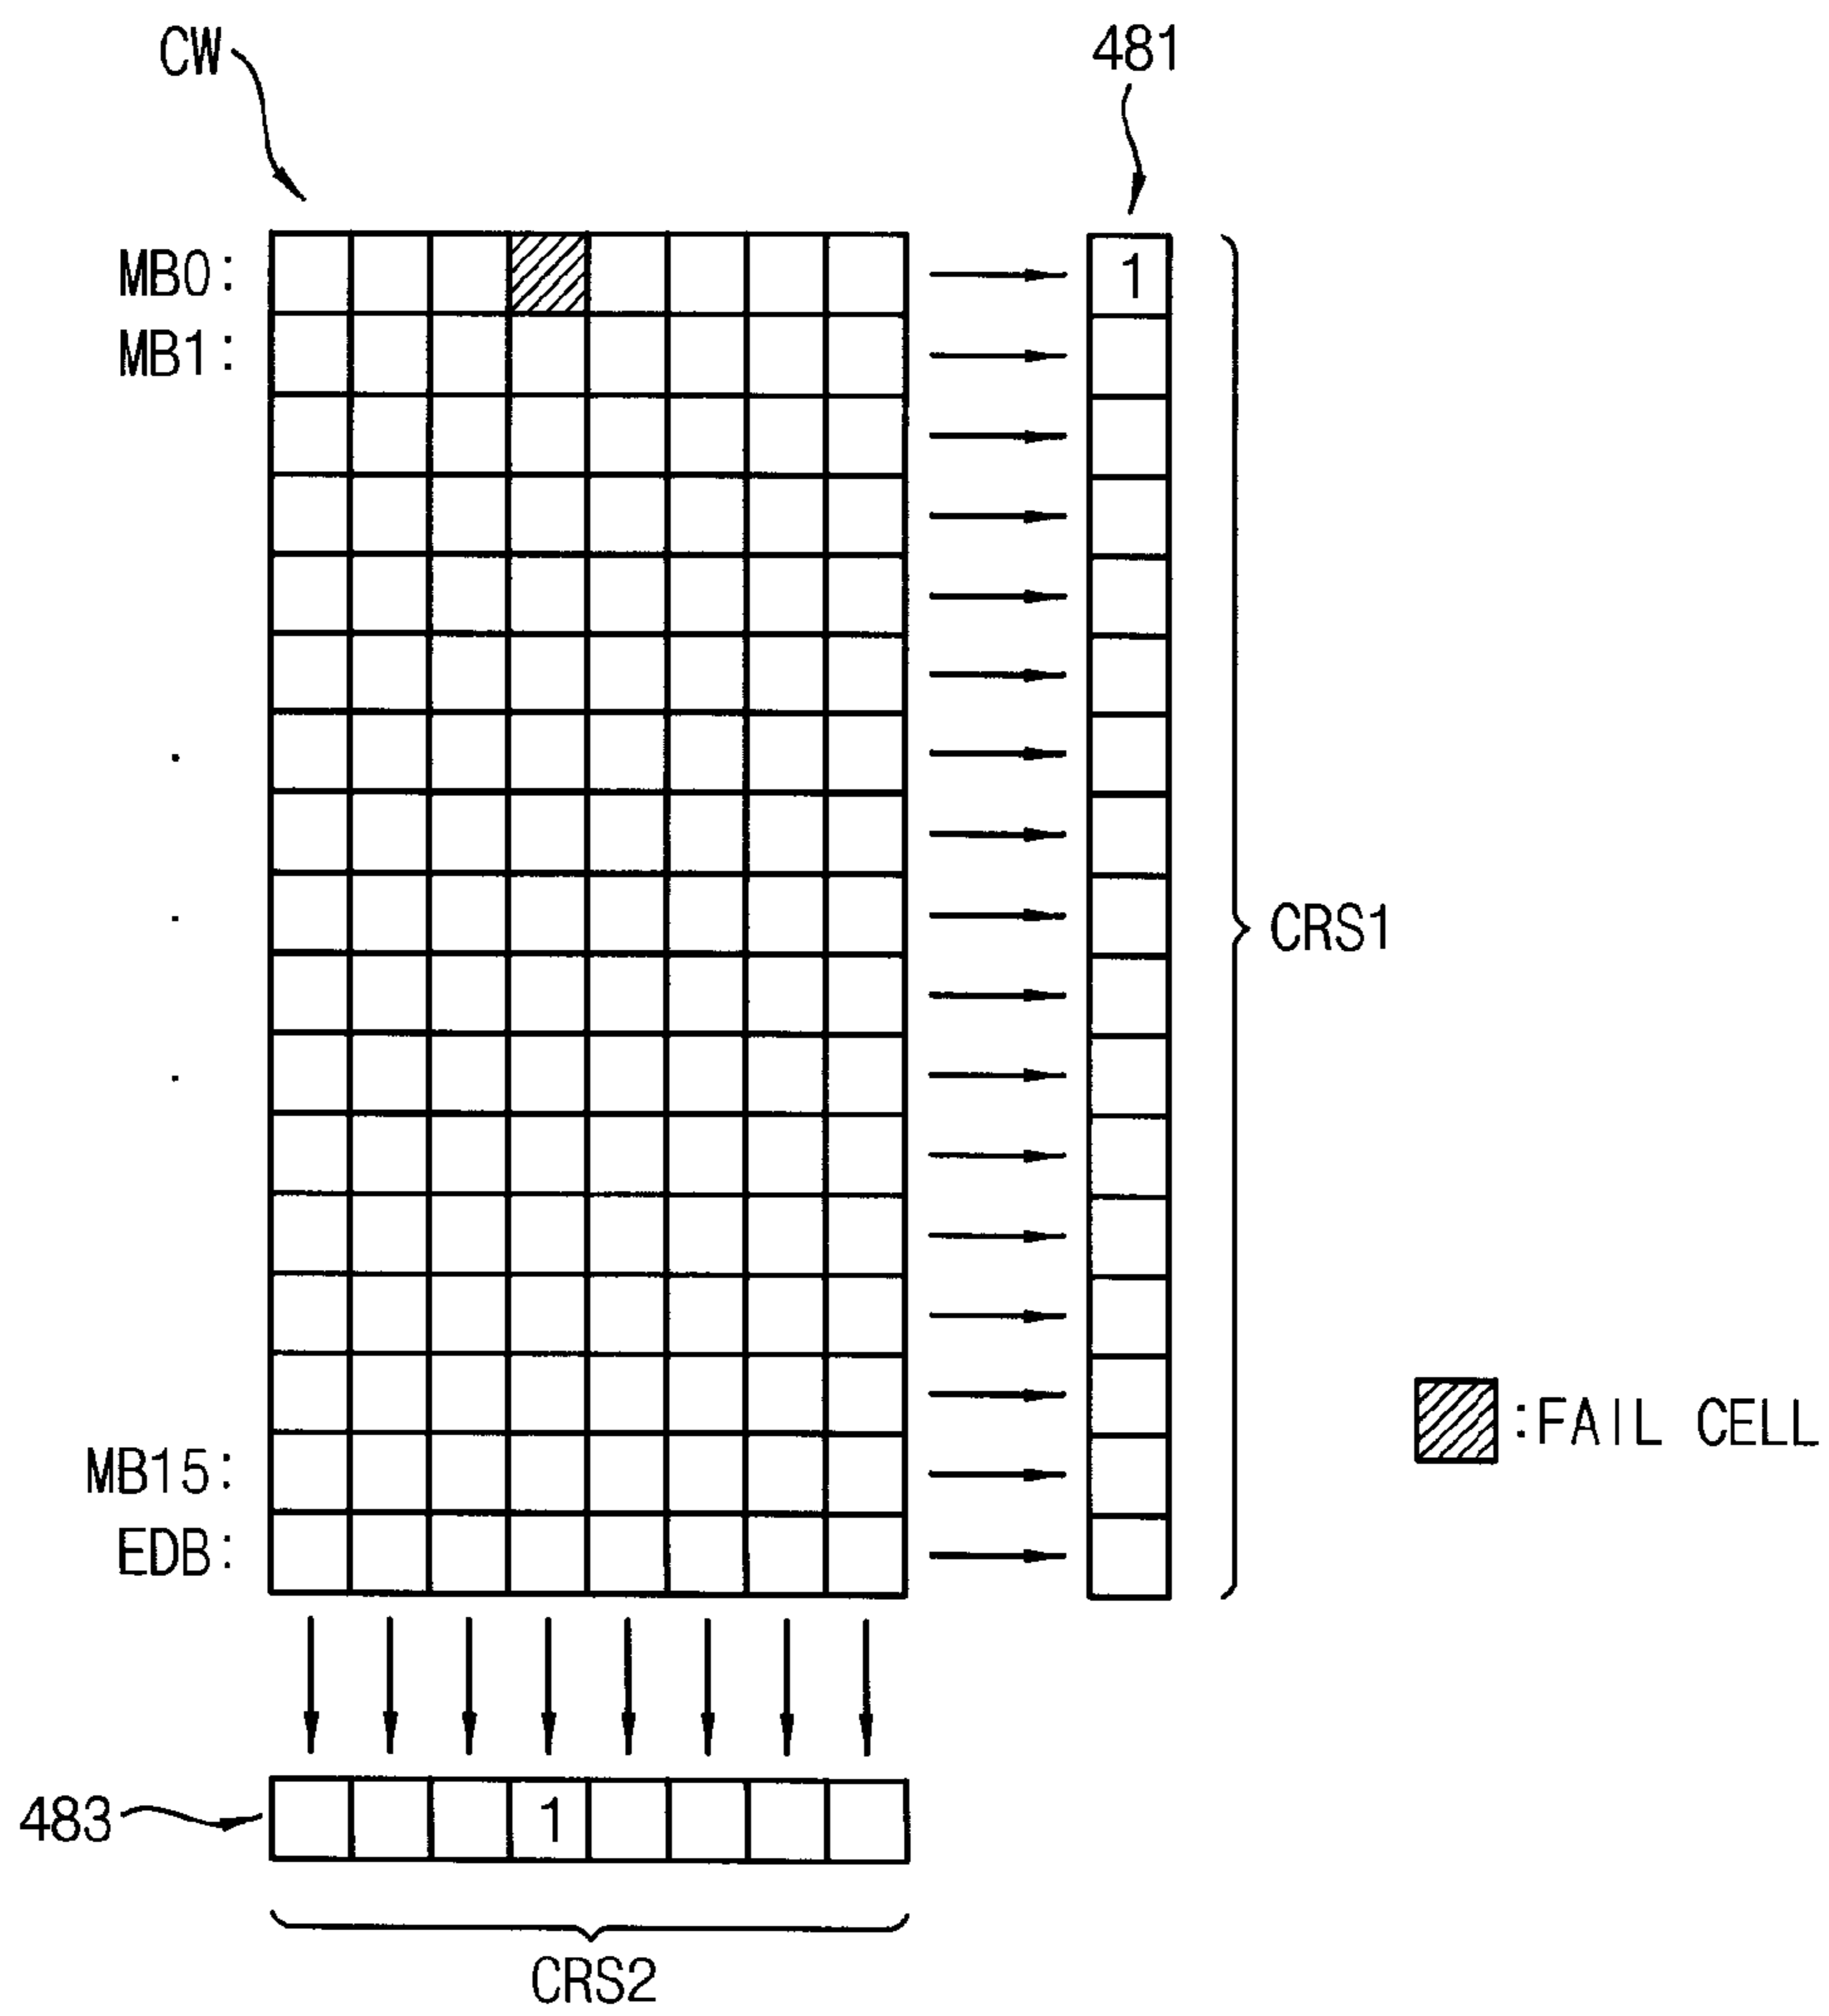 CW
481
MB0:
1
MB1:
.
.
CRS1
.
:FAIL CELL
MB15:
EDB:
483
1
CRS2